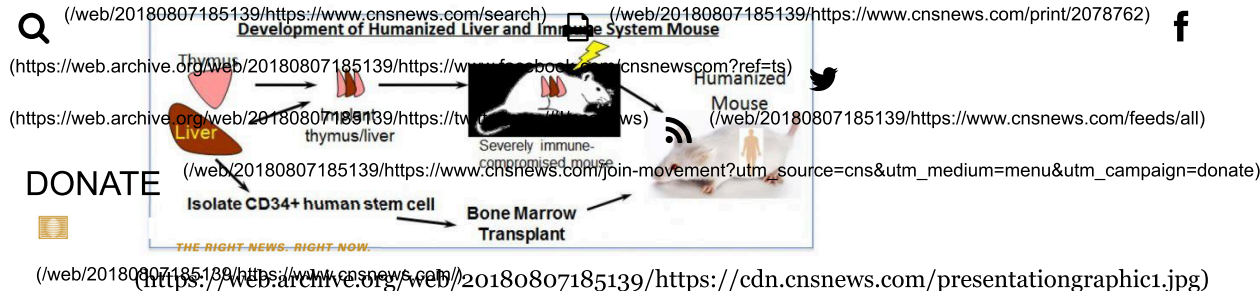 (/web/20180807185139/https://www.cnsnews.com/search)
(/web/20180807185139/https://www.cnsnews.com/print/2078762)
Development of Humanized Liver and Immune System Mouse
Thymus
(https://web.archive.org/web/20180807185139/https://www.facebook.com/cnsnewscom?ref=ts)
Humanized
Mouse
(https://web.archive.org/web/20180807185139/https://
(/web/20180807185139/https://www.cnsnews.com/feeds/all)
Implant
thymus/liver
Liver
Severely immune-
compromised mouse
(/web/20180807185139/https://www.cnsnews.com/join-movement?utm_source=cns&utm_medium=menu&utm_campaign=donate)
DONATE
Isolate CD34+ human stem cell
Bone Marrow
Transplant
THE RIGHT NEWS. RIGHT NOW.
(/web/20180807185139/https://www.cnsnews.com/)
(https://web.archive.org/web/20180807185139/https://cdn.cnsnews.com/presentationgraphic1.jpg)